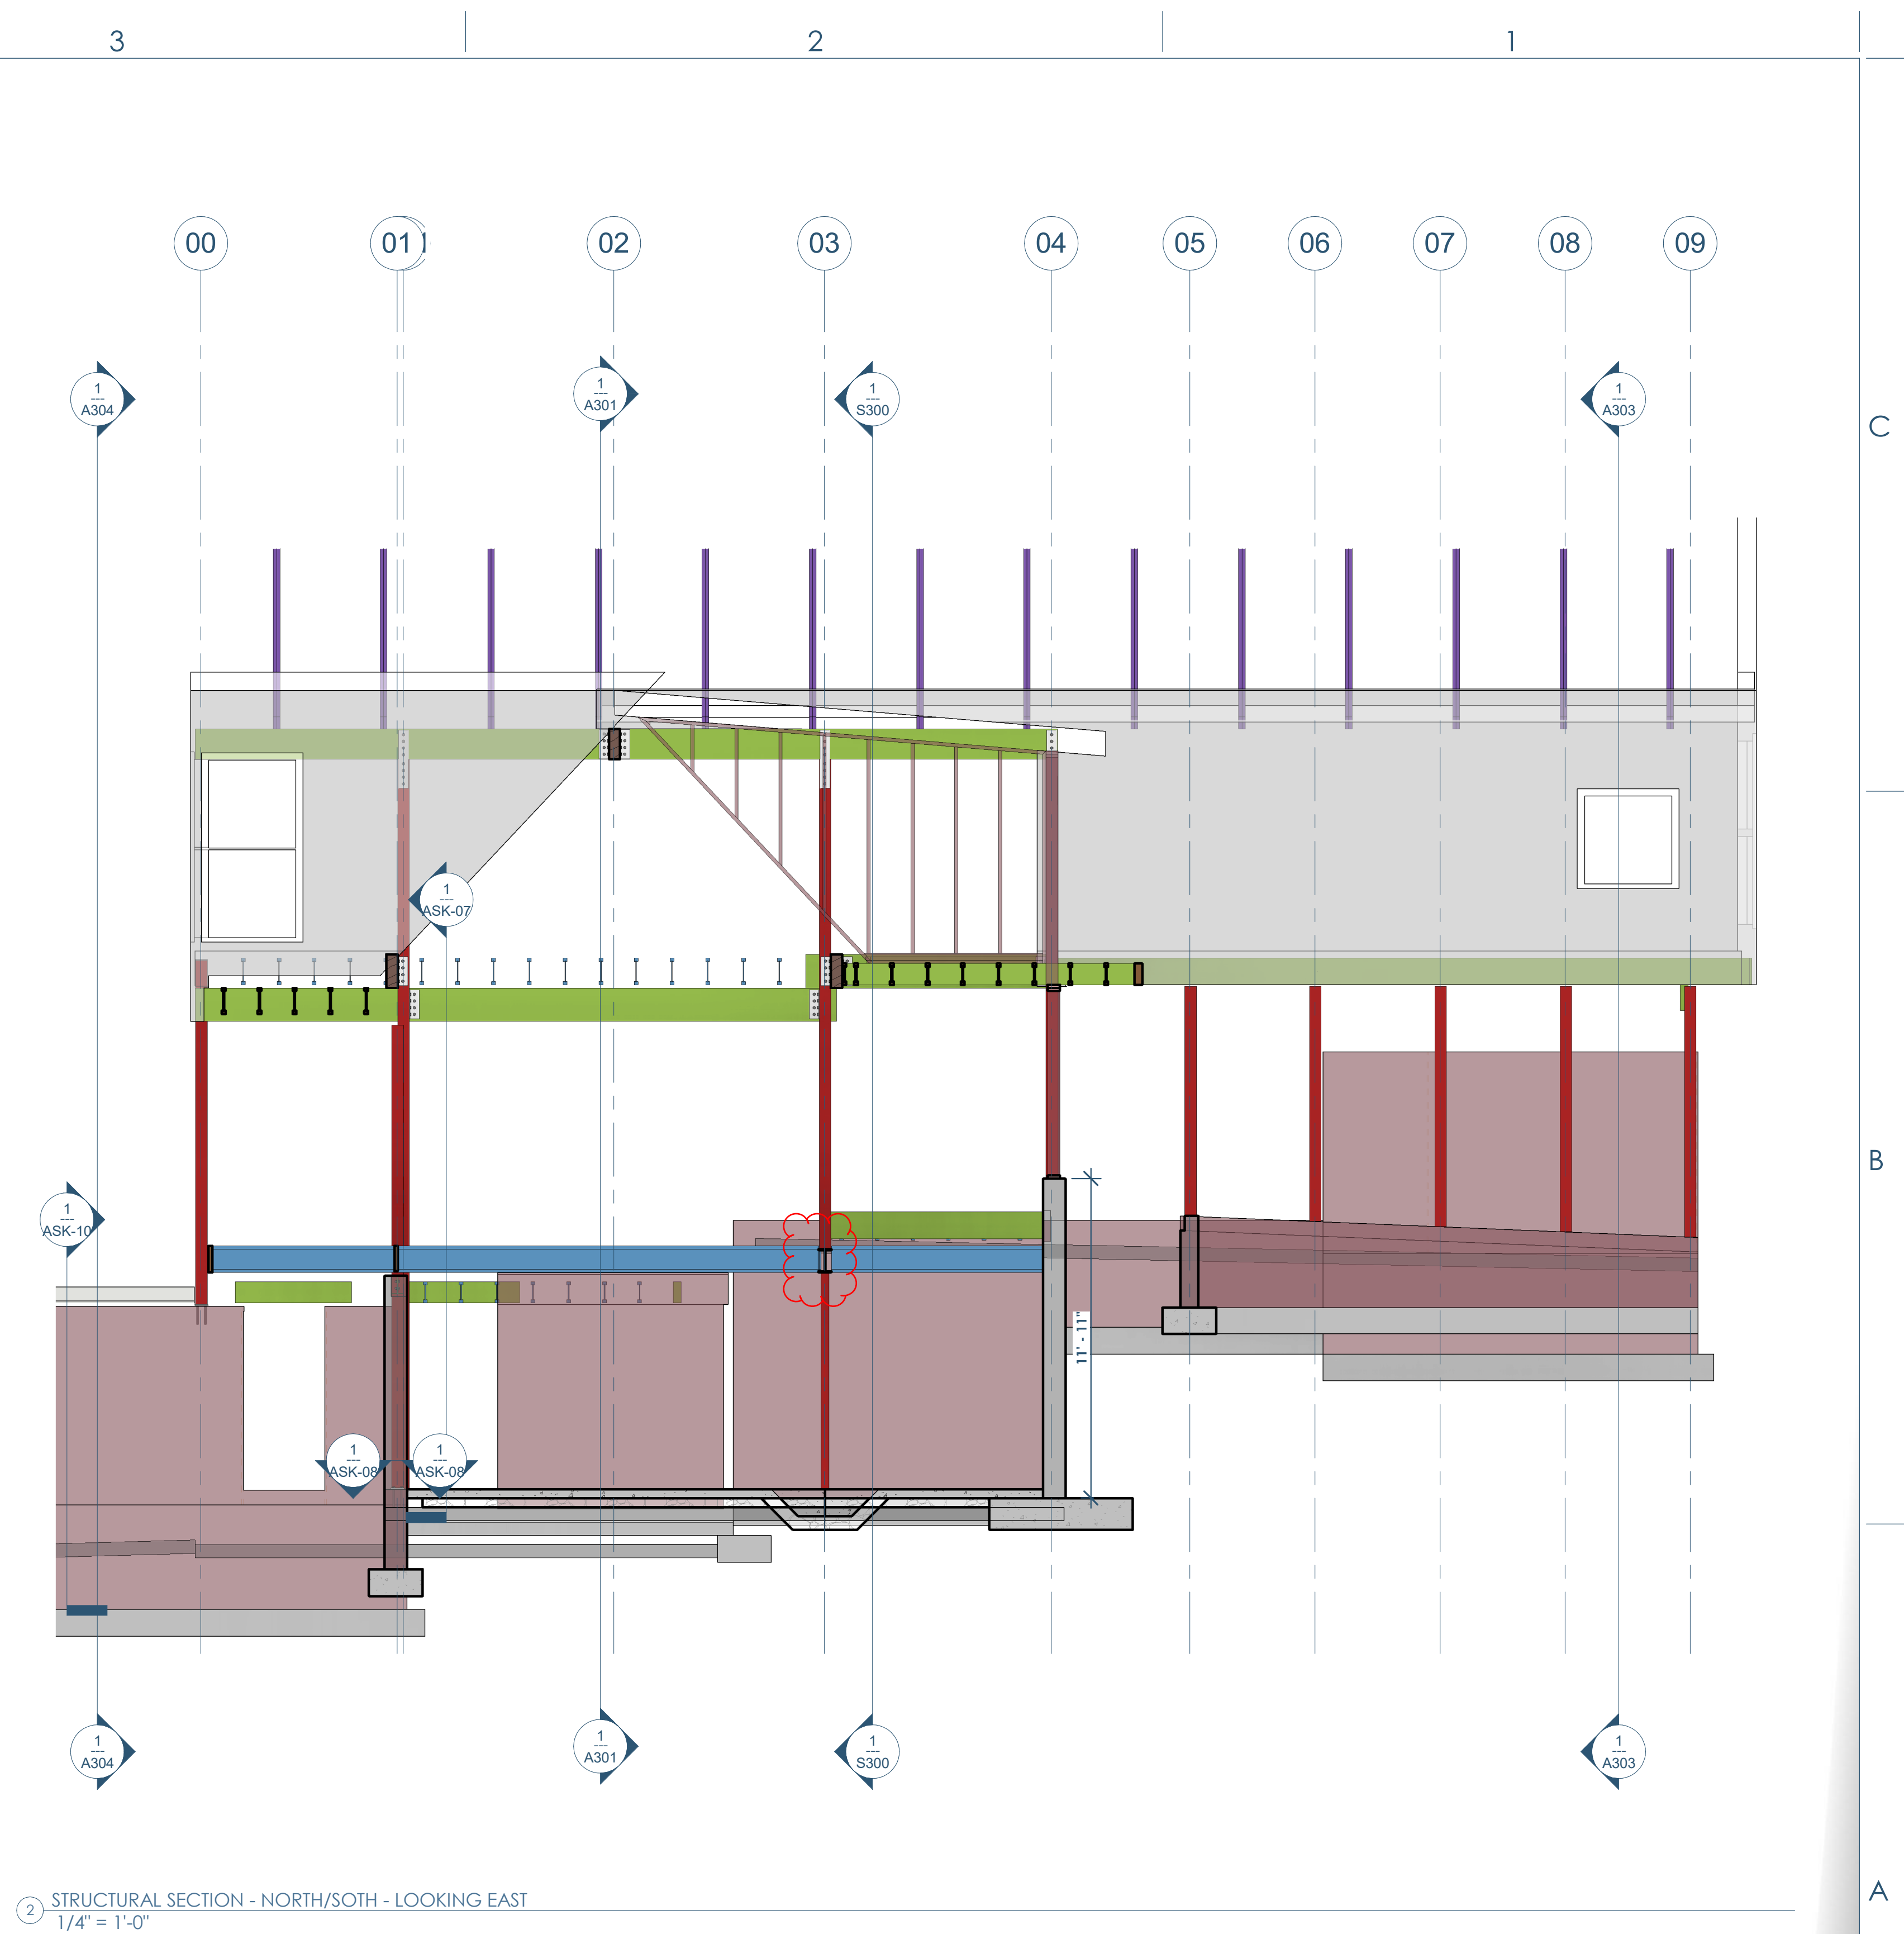 3 2 1
00 01 02 03 04 05 06 07 08 09
1
---
A304
1
---
A301
1
---
S300
1
---
A303
C
1
---
ASK-07
B
1
---
ASK-10
11' - 11"
1
---
ASK-08
1
---
ASK-08
1
---
A304
1
---
A301
1
---
S300
1
---
A303
A
2 STRUCTURAL SECTION - NORTH/SOTH - LOOKING EAST
1/4" = 1'-0"